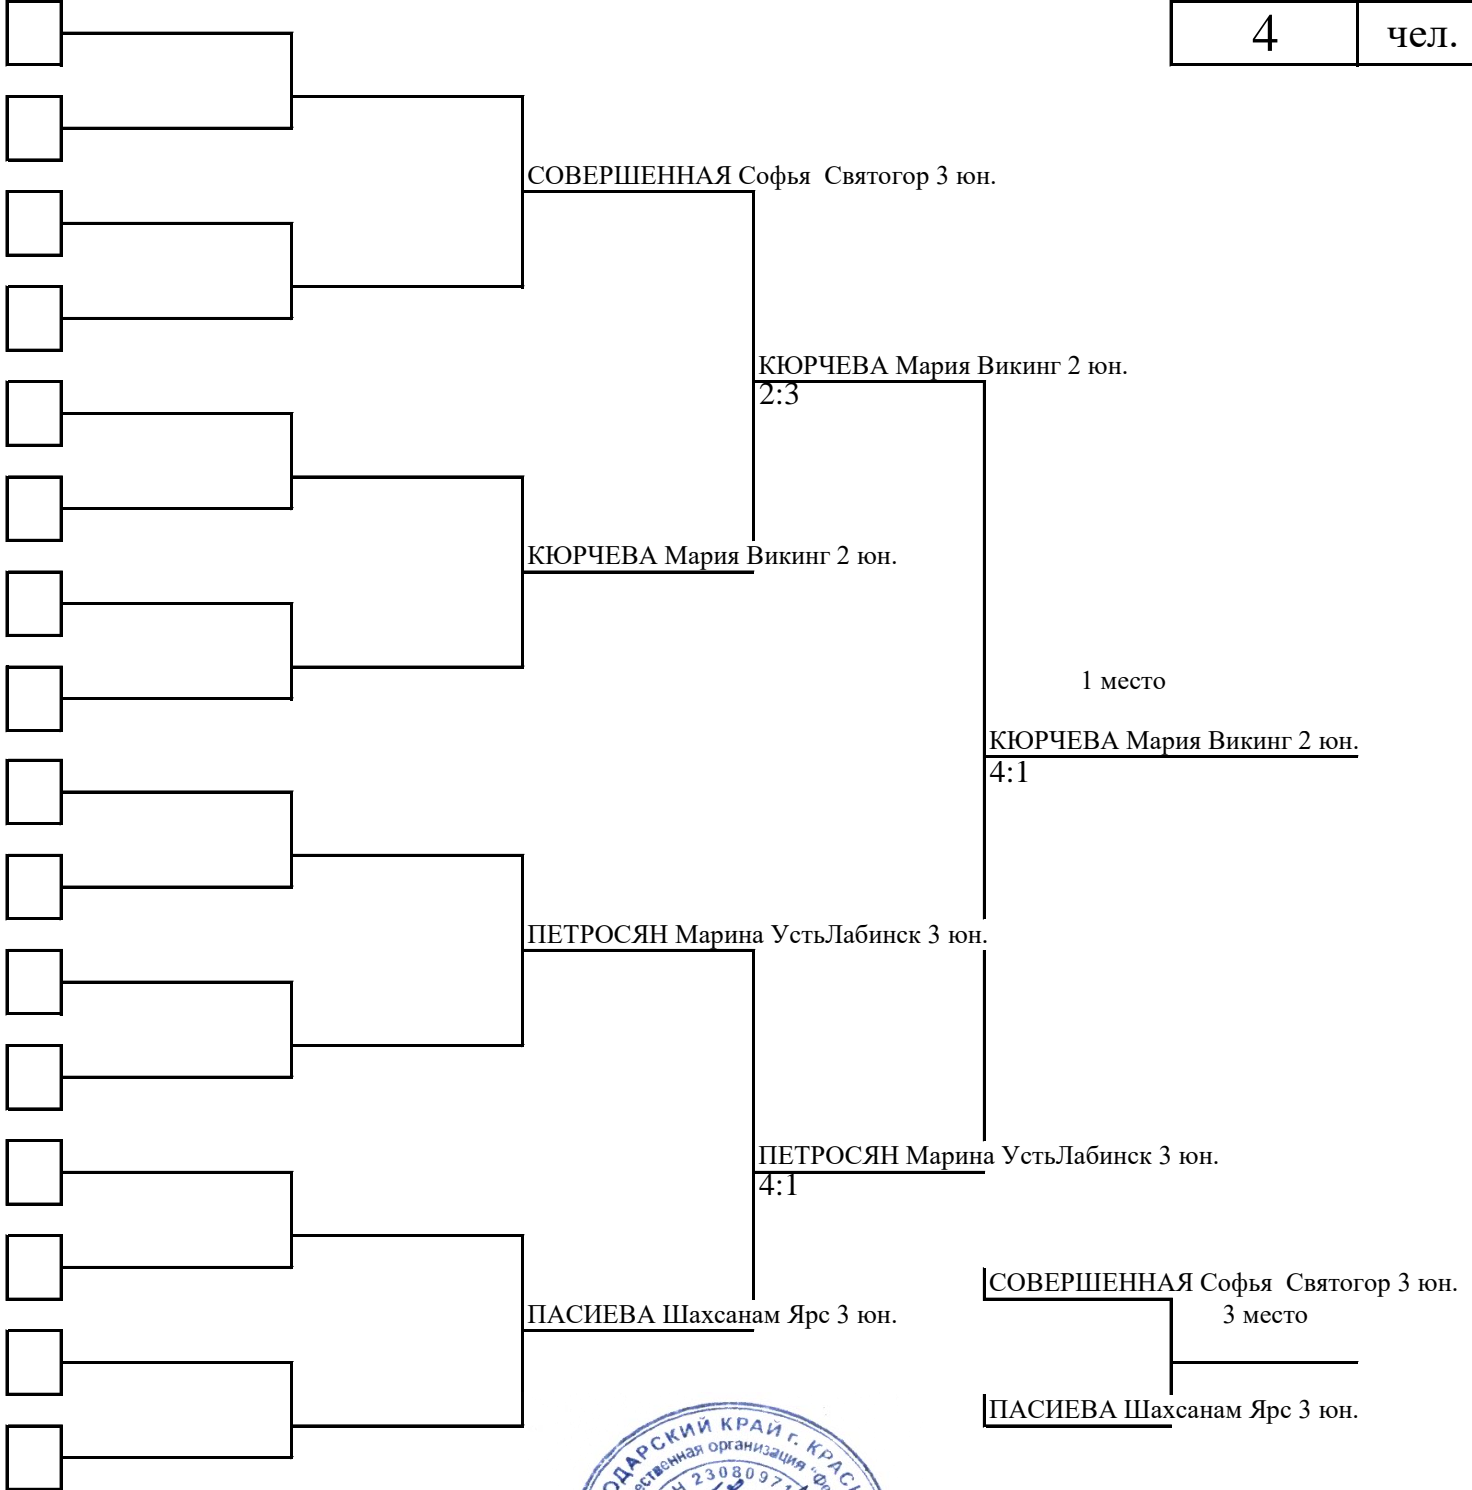 4 чел.
СОВЕРШЕННАЯ Софья  Святогор 3 юн.
КЮРЧЕВА Мария Викинг 2 юн.
2:3
КЮРЧЕВА Мария Викинг 2 юн.
1 место
КЮРЧЕВА Мария Викинг 2 юн.
4:1
ПЕТРОСЯН Марина УстьЛабинск 3 юн.
ПЕТРОСЯН Марина УстьЛабинск 3 юн.
4:1
СОВЕРШЕННАЯ Софья  Святогор 3 юн.
ПАСИЕВА Шахсанам Ярс 3 юн.
3 место
ПАСИЕВА Шахсанам Ярс 3 юн.
КРАЙ г.
организация